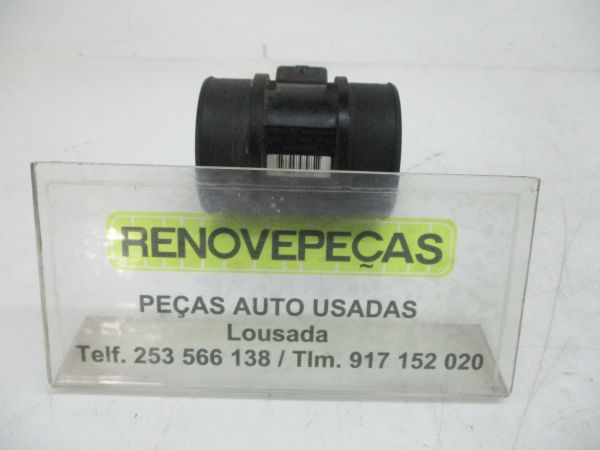 RENOVEPEÇAS
PEÇAS AUTO USADAS
Lousada
Telf. 253 566 138 / Tlm. 917 152 020